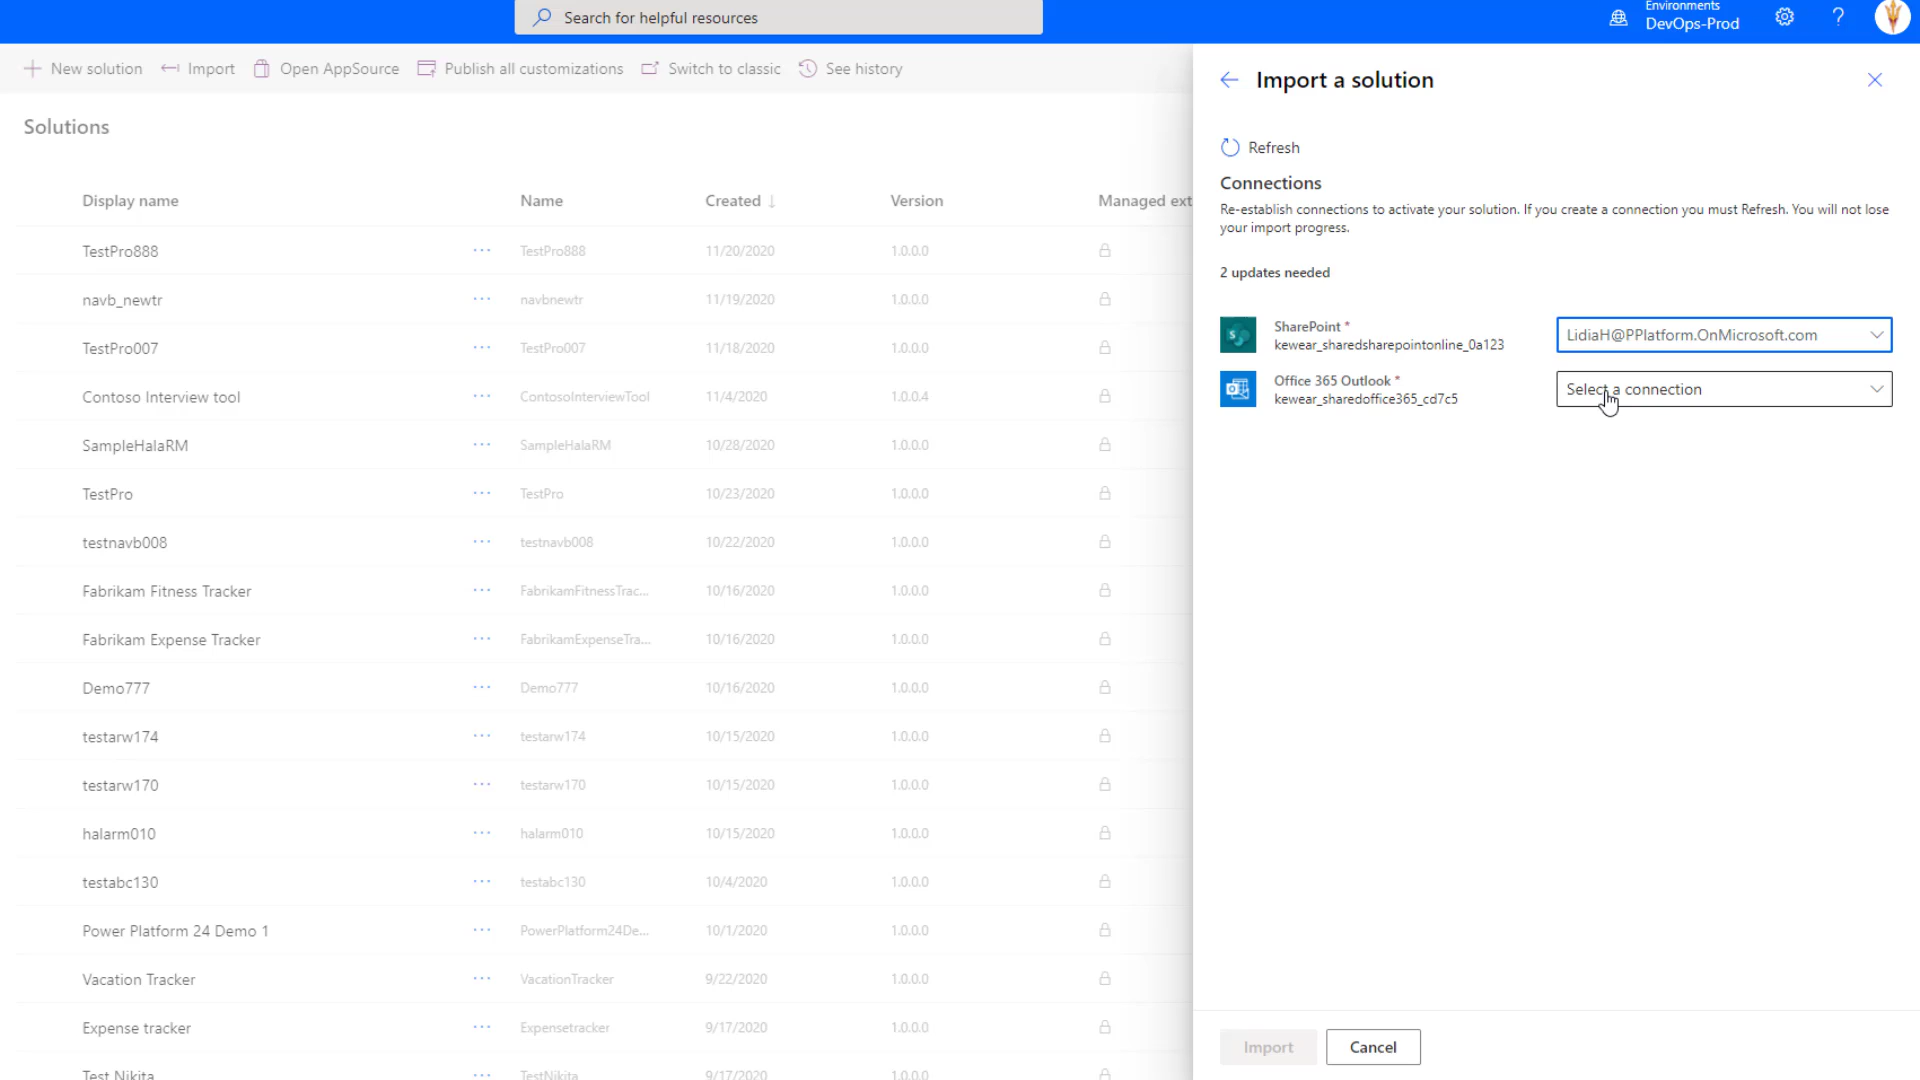 Search for helpful resources
Environments
DevOps-Prod
?
New solution
Import
Open AppSource
Publish all customizations
Switch to classic
See history
Solutions
Display name Name Created ↓ Version Managed ext
TestPro888 ... TestPro888 11/20/2020 1.0.0.0
navb_newtr ... navbnewtr 11/19/2020 1.0.0.0
TestPro007 ... TestPro007 11/18/2020 1.0.0.0
Contoso Interview tool ... ContosoInterviewTool 11/4/2020 1.0.0.4
SampleHalaRM ... SampleHalaRM 10/28/2020 1.0.0.0
TestPro ... TestPro 10/23/2020 1.0.0.0
testnavb008 ... testnavb008 10/22/2020 1.0.0.0
Fabrikam Fitness Tracker ... FabrikamFitnessTrac... 10/16/2020 1.0.0.0
Fabrikam Expense Tracker ... FabrikamExpenseTra... 10/16/2020 1.0.0.0
Demo777 ... Demo777 10/16/2020 1.0.0.0
testarw174 ... testarw174 10/15/2020 1.0.0.0
testarw170 ... testarw170 10/15/2020 1.0.0.0
halarm010 ... halarm010 10/15/2020 1.0.0.0
testabc130 ... testabc130 10/4/2020 1.0.0.0
Power Platform 24 Demo 1 ... PowerPlatform24De... 10/1/2020 1.0.0.0
Vacation Tracker ... VacationTracker 9/22/2020 1.0.0.0
Expense tracker ... Expensetracker 9/17/2020 1.0.0.0
Test Nikita ... TestNikita 9/17/2020 1.0.0.0
Import a solution
Refresh
Connections
Re-establish connections to activate your solution. If you create a connection you must Refresh. You will not lose
your import progress.
2 updates needed
SharePoint *
kewear_sharedsharepointonline_0a123
LidiaH@PPlatform.OnMicrosoft.com
Office 365 Outlook *
kewear_sharedoffice365_cd7c5
Select a connection
Import
Cancel